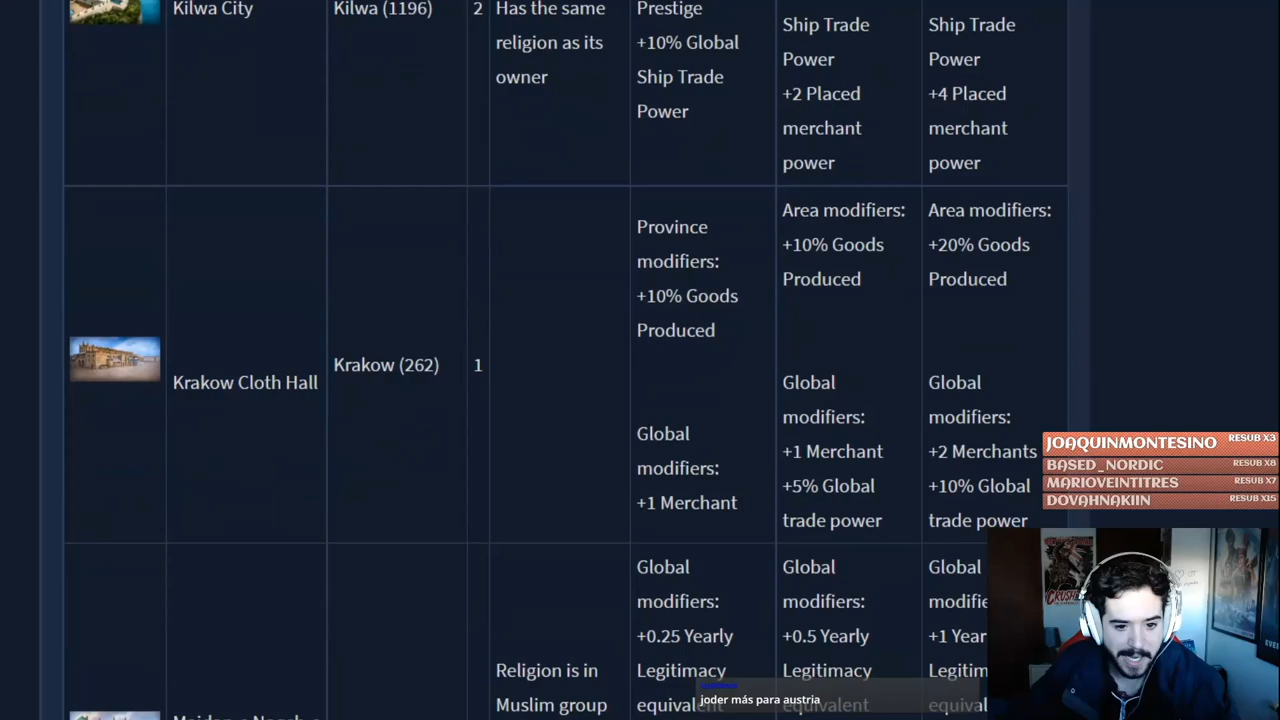 Kilwa City
Kilwa (1196)
2
Has the same
religion as its
owner
Prestige
+10% Global
Ship Trade
Power
Ship Trade
Power
+2 Placed
merchant
power
Ship Trade
Power
+4 Placed
merchant
power
Krakow Cloth Hall
Krakow (262)
1
Province
modifiers:
+10% Goods
Produced
Global
modifiers:
+1 Merchant
Area modifiers:
+10% Goods
Produced
Global
modifiers:
+1 Merchant
+5% Global
trade power
Area modifiers:
+20% Goods
Produced
Global
modifiers:
+2 Merchants
+10% Global
trade power
Religion is in
Muslim group
Global
modifiers:
+0.25 Yearly
Legitimacy
Global
modifiers:
+0.5 Yearly
Legitimacy
Global
+1 Year
JOAQUINMONTESINO RESUB X3
BASED_NORDIC RESUB X8
MARIOVEINTITRES RESUB X7
DOVAHNAKIIN RESUB X15
joder más para austria
CRUSHER